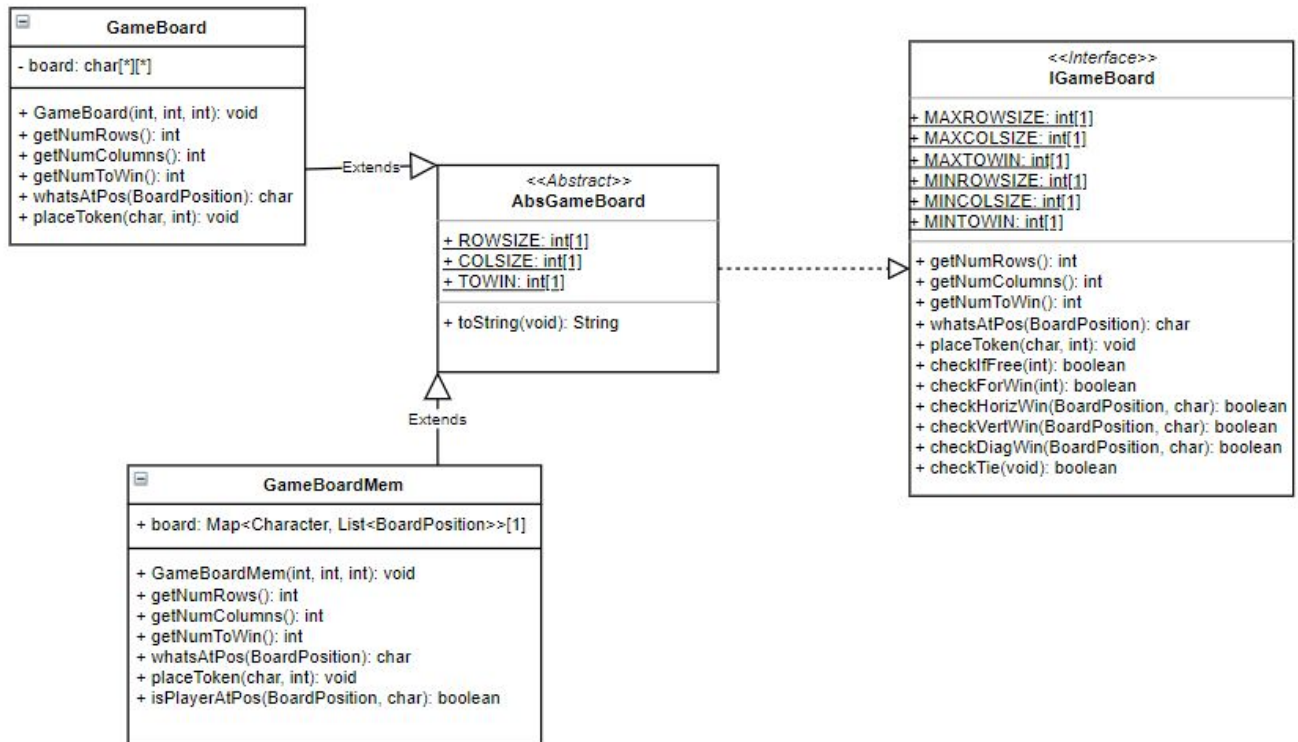 GameBoard
- board: char[*][*]
+ GameBoard(int, int, int): void
+ getNumRows(): int
+ getNumColumns(): int
+ getNumToWin(): int
+ whatsAtPos(BoardPosition): char
+ placeToken(char, int): void
Extends
<<Abstract>>
AbsGameBoard
+ ROWSIZE: int[1]
+ COLSIZE: int[1]
+ TOWIN: int[1]
+ toString(void): String
<<Interface>>
IGameBoard
+ MAXROWSIZE: int[1]
+ MAXCOLSIZE: int[1]
+ MAXTOWIN: int[1]
+ MINROWSIZE: int[1]
+ MINCOLSIZE: int[1]
+ MINTOWIN: int[1]
+ getNumRows(): int
+ getNumColumns(): int
+ getNumToWin(): int
+ whatsAtPos(BoardPosition): char
+ placeToken(char, int): void
+ checkIfFree(int): boolean
+ checkForWin(int): boolean
+ checkHorizWin(BoardPosition, char): boolean
+ checkVertWin(BoardPosition, char): boolean
+ checkDiagWin(BoardPosition, char): boolean
+ checkTie(void): boolean
Extends
GameBoardMem
+ board: Map<Character, List<BoardPosition>>[1]
+ GameBoardMem(int, int, int): void
+ getNumRows(): int
+ getNumColumns(): int
+ getNumToWin(): int
+ whatsAtPos(BoardPosition): char
+ placeToken(char, int): void
+ isPlayerAtPos(BoardPosition, char): boolean